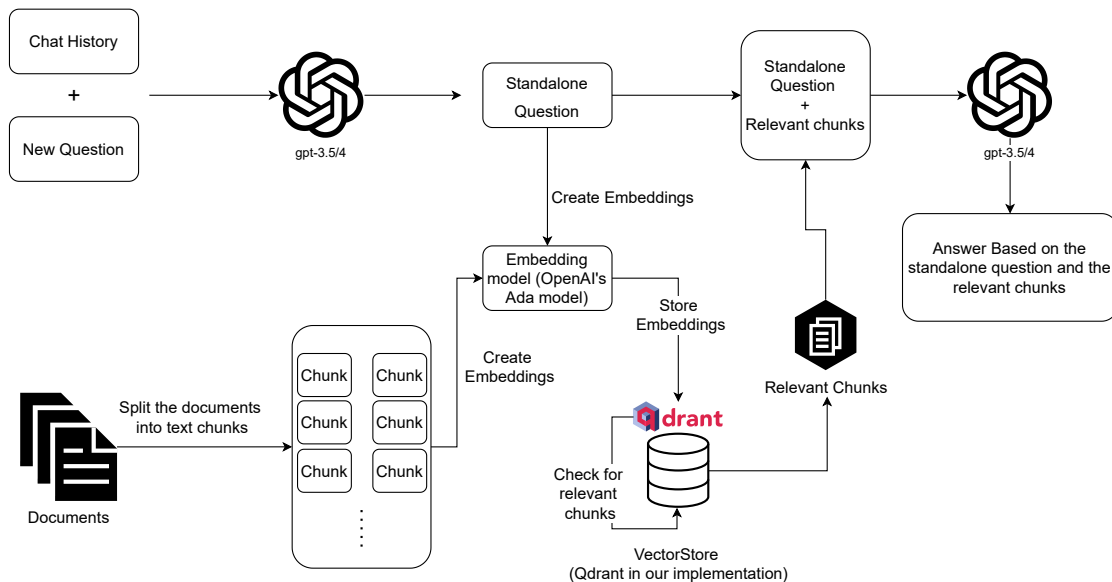 Chat History
+
New Question
gpt-3.5/4
Standalone
Question
Standalone
Question
+
Relevant chunks
gpt-3.5/4
Create Embeddings
Answer Based on the
standalone question and the
relevant chunks
Embedding
model (OpenAI's
Ada model)
Store
Embeddings
Create
Embeddings
Chunk
Chunk
Chunk
Chunk
Chunk
Chunk
Relevant Chunks
Split the documents
into text chunks
Documents
qdrant
Check for
relevant
chunks
VectorStore
(Qdrant in our implementation)